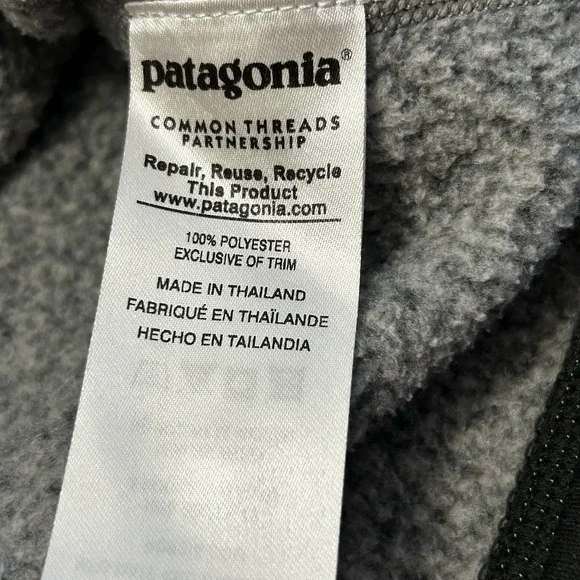 patagonia®
COMMON THREADS
PARTNERSHIP
Repair, Reuse, Recycle
This Product
www.patagonia.com
100% POLYESTER
EXCLUSIVE OF TRIM
MADE IN THAILAND
FABRIQUÉ EN THAÏLANDE
HECHO EN TAILANDIA